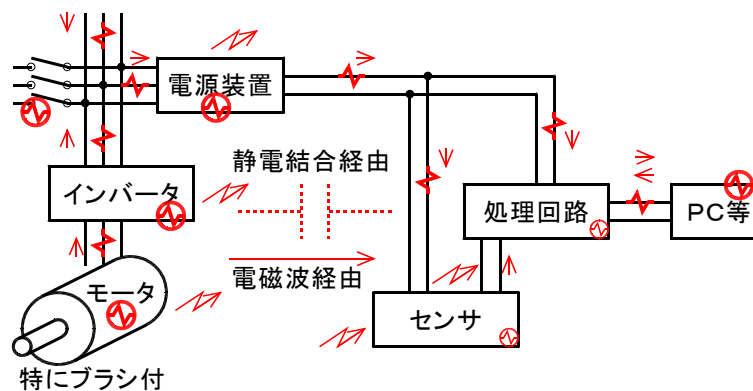 電源装置
静電結合経由
インバータ
処理回路
PC等
電磁波経由
モータ
センサ
特にブラシ付